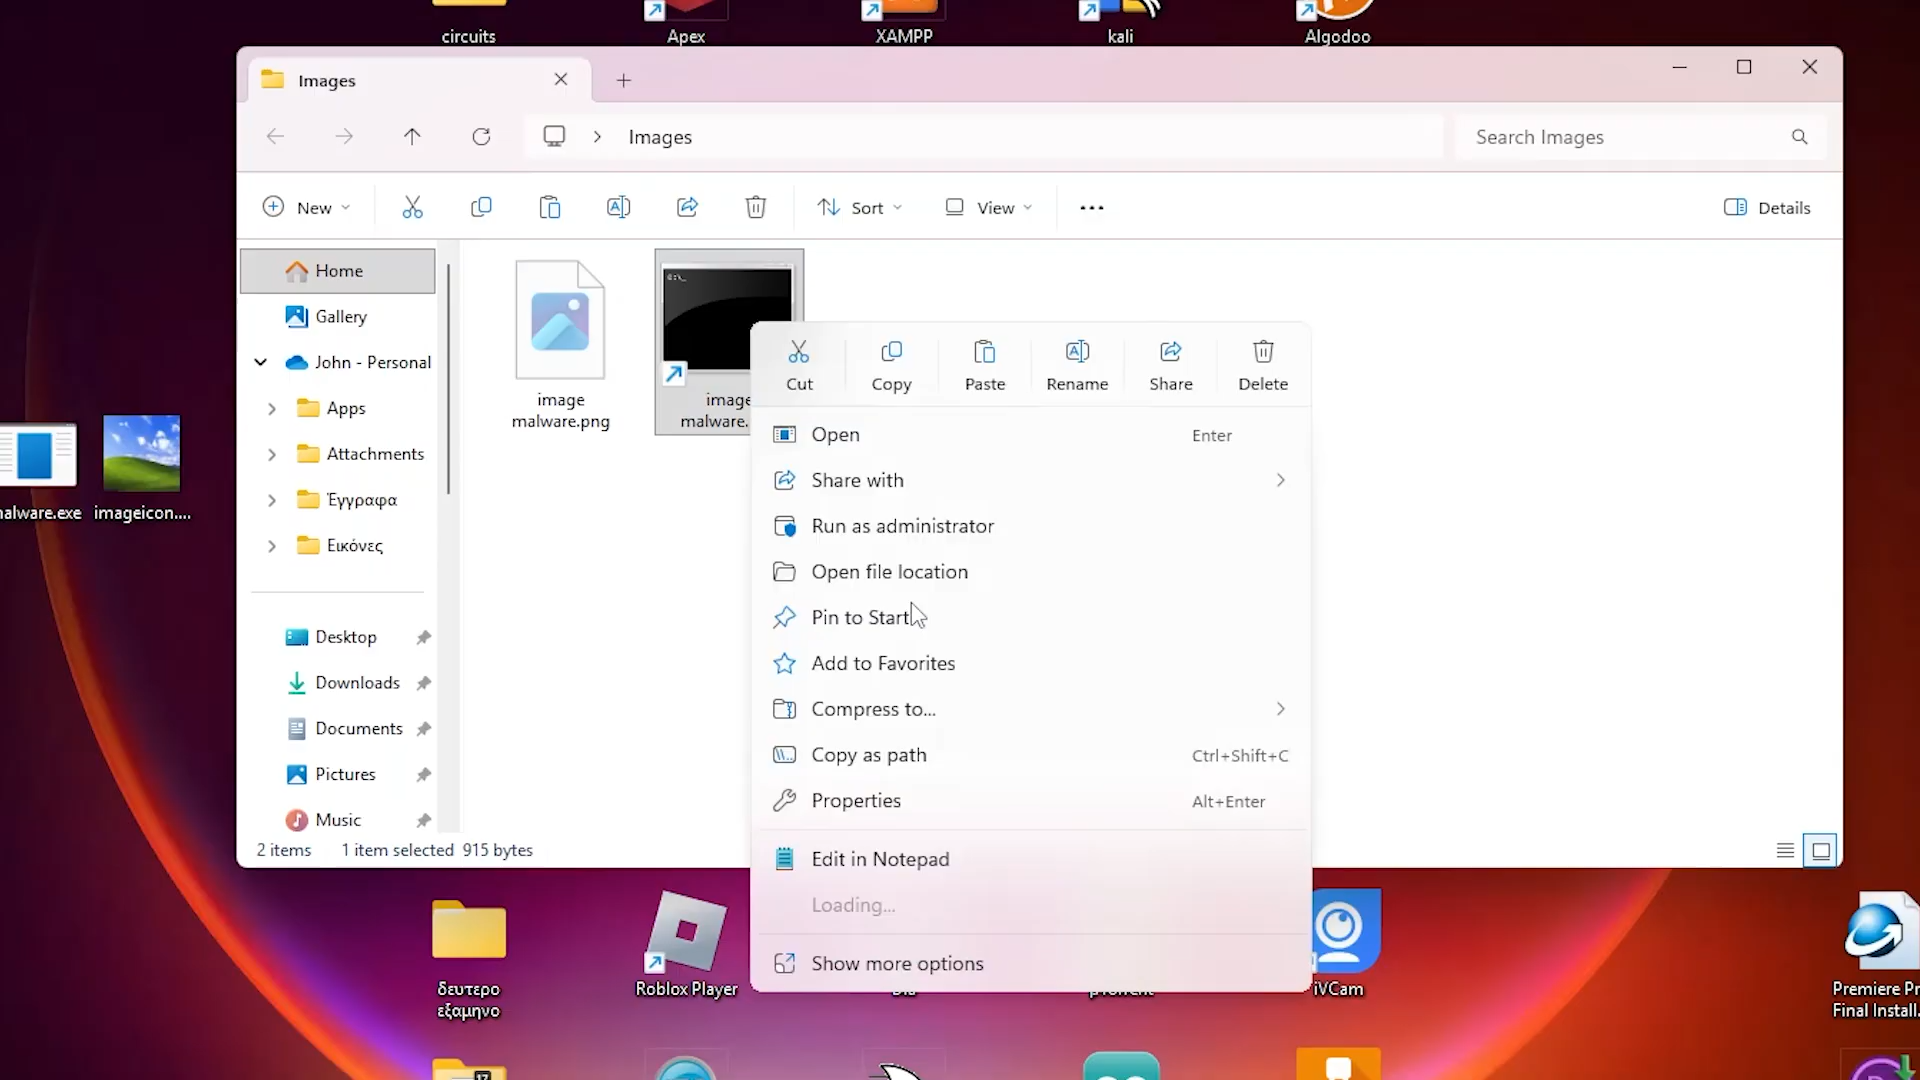 circuits
Apex
XAMPP
kali
Algodoo
Images
Images
Search Images
New
Sort
View
Details
Home
Gallery
John - Personal
Apps
Attachments
Έγγραφα
Εικόνες
Desktop
Downloads
Documents
Pictures
Music
image
malware.png
C:\_
image
malware.
Cut
Copy
Paste
Rename
Share
Delete
Open Enter
Share with
Run as administrator
Open file location
Pin to Start
Add to Favorites
Compress to...
Copy as path Ctrl+Shift+C
Properties Alt+Enter
Edit in Notepad
Loading...
Show more options
2 items 1 item selected 915 bytes
malware.exe
imageicon....
δευτερο
εξαμηνο
Roblox Player
iVCam
Premiere Pr
Final Install.